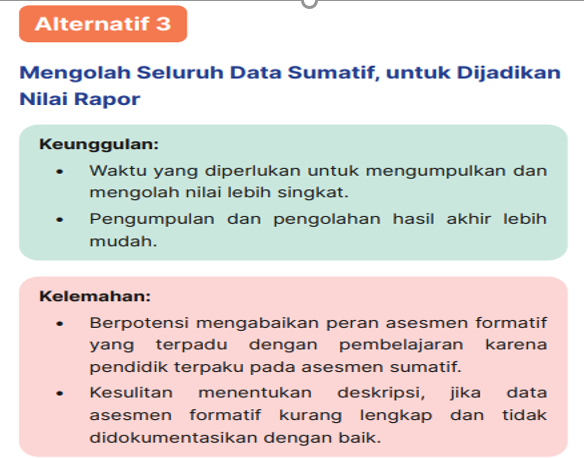 Alternatif 3
Mengolah Seluruh Data Sumatif, untuk Dijadikan
Nilai Rapor
Keunggulan:
• Waktu yang diperlukan untuk mengumpulkan dan
mengolah nilai lebih singkat.
• Pengumpulan dan pengolahan hasil akhir lebih
mudah.
Kelemahan:
• Berpotensi mengabaikan peran asesmen formatif
yang terpadu dengan pembelajaran karena
pendidik terpaku pada asesmen sumatif.
• Kesulitan menentukan deskripsi, jika data
asesmen formatif kurang lengkap dan tidak
didokumentasikan dengan baik.